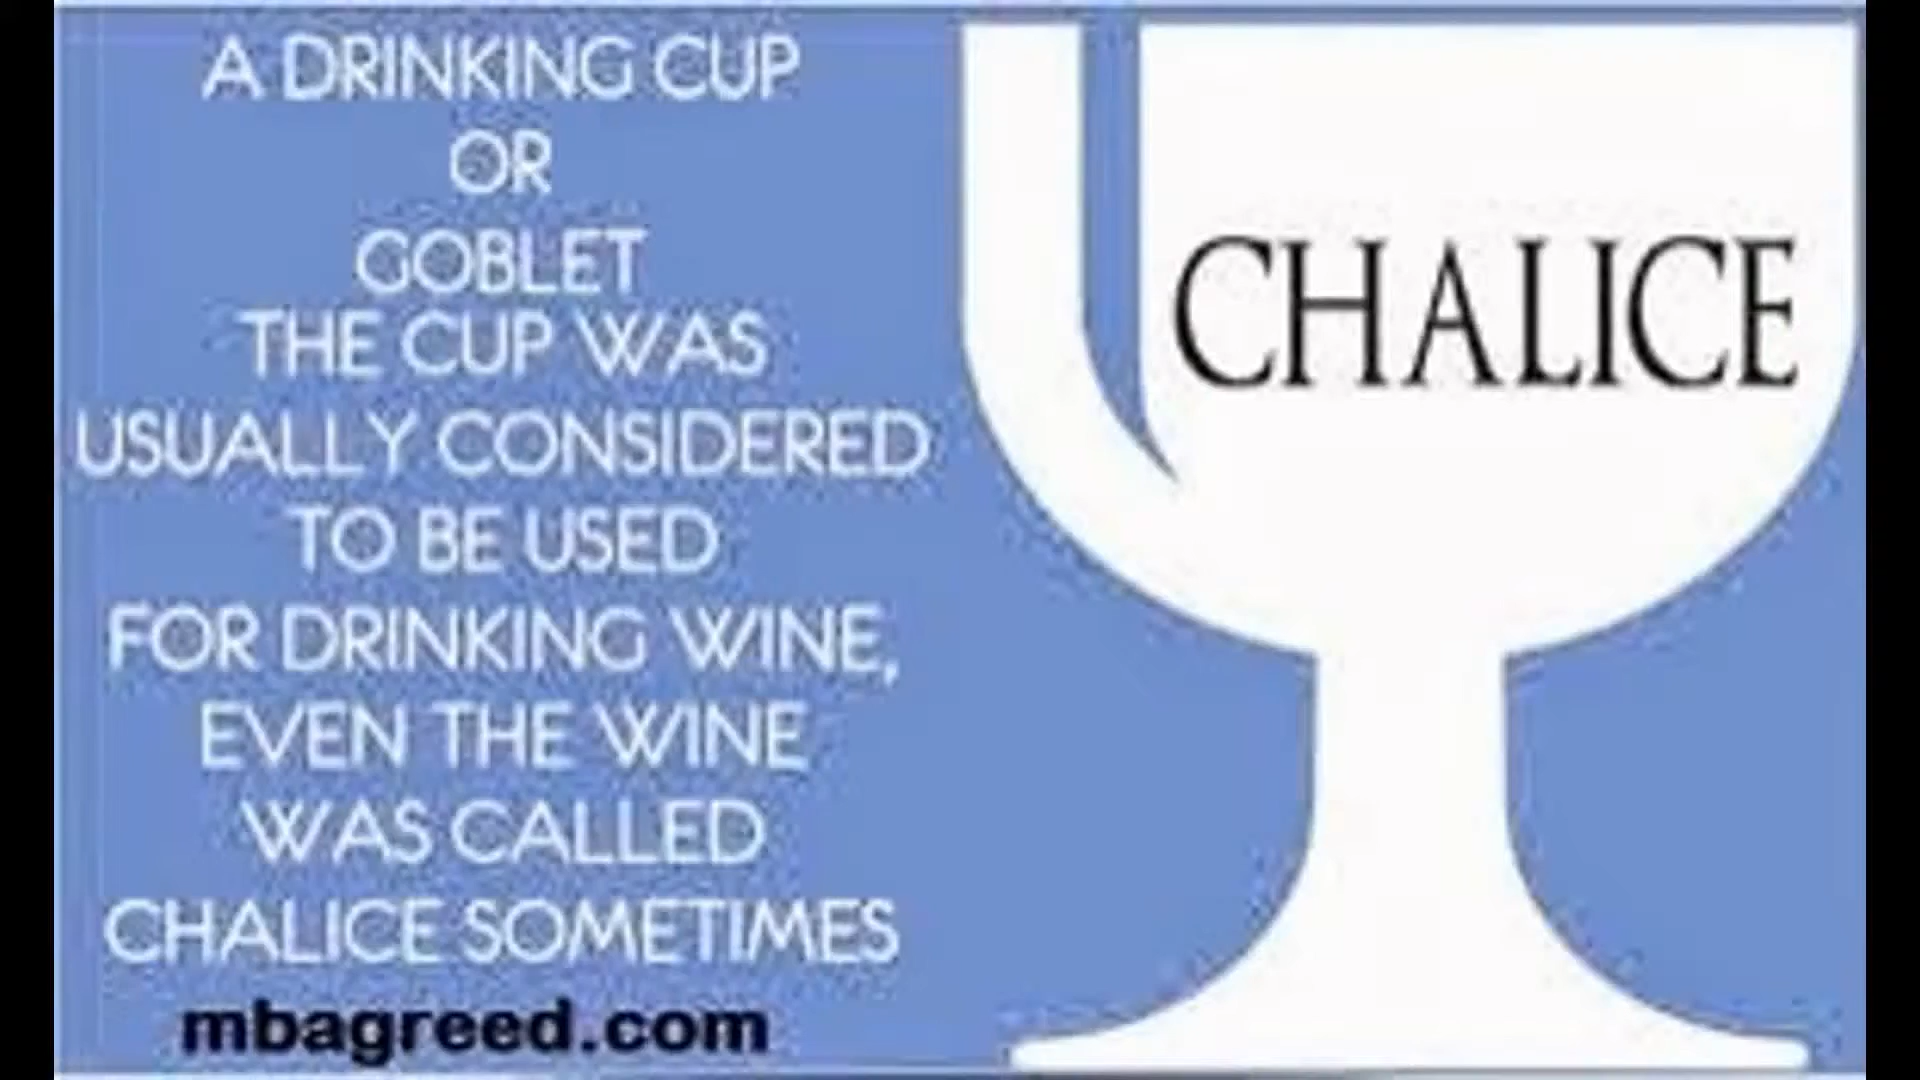 A DRINKING CUP
OR
GOBLET
THE CUP WAS
USUALLY CONSIDERED
TO BE USED
FOR DRINKING WINE,
EVEN THE WINE
WAS CALLED
CHALICE SOMETIMES
mbagreed.com
CHALICE